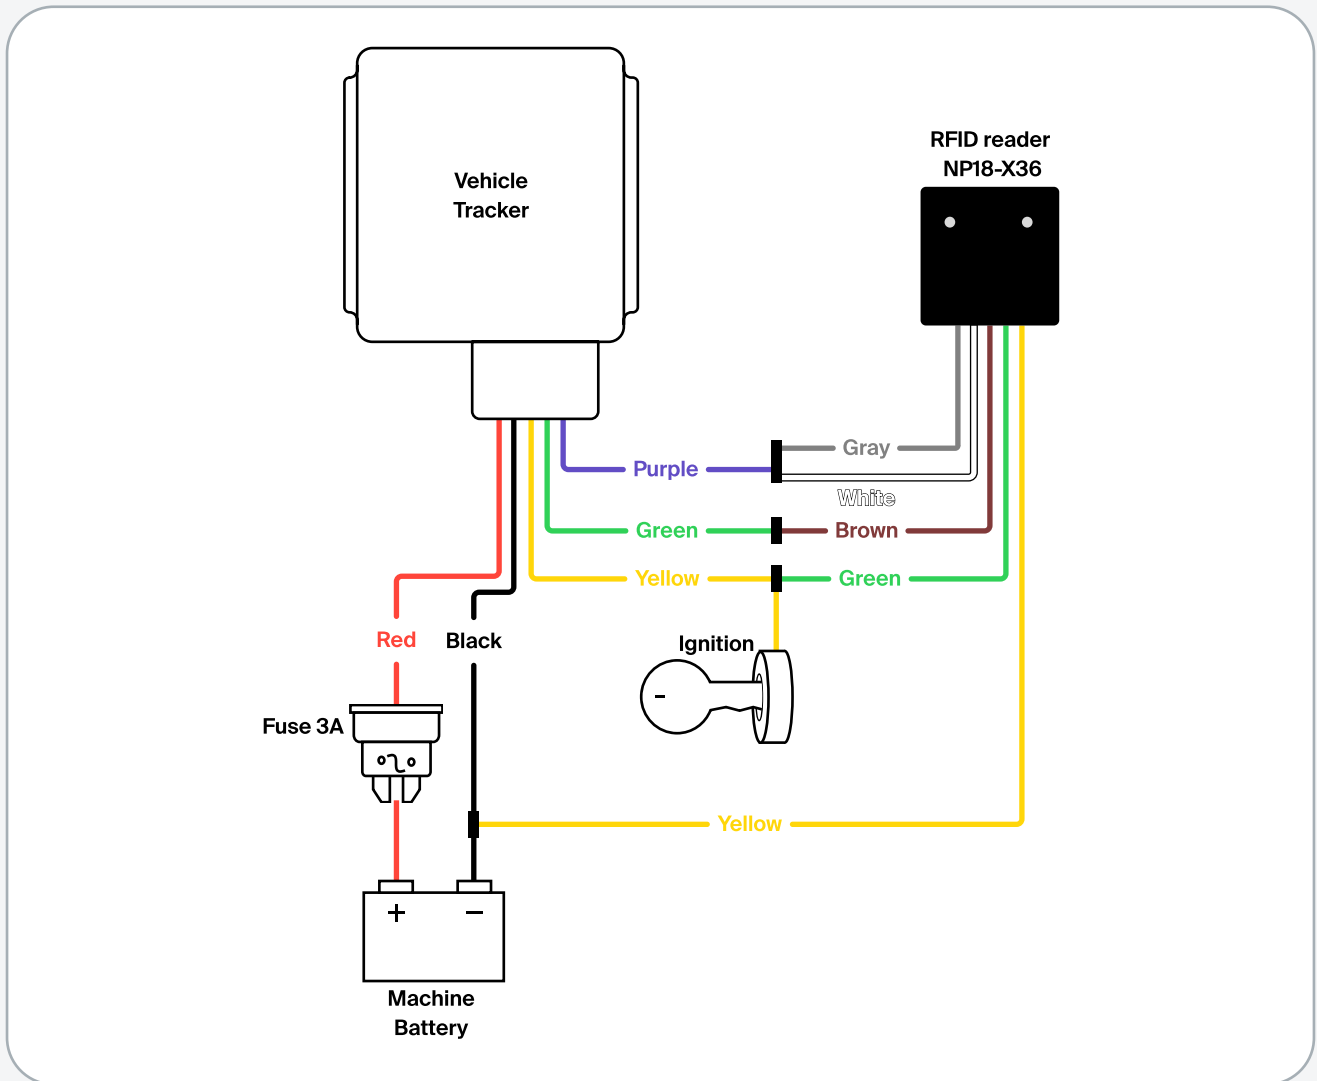 Vehicle
Tracker
RFID reader
NP18-X36
Gray
Purple
White
Green
Brown
Yellow
Green
Red
Black
Ignition
Fuse 3A
Yellow
+
−
Machine
Battery